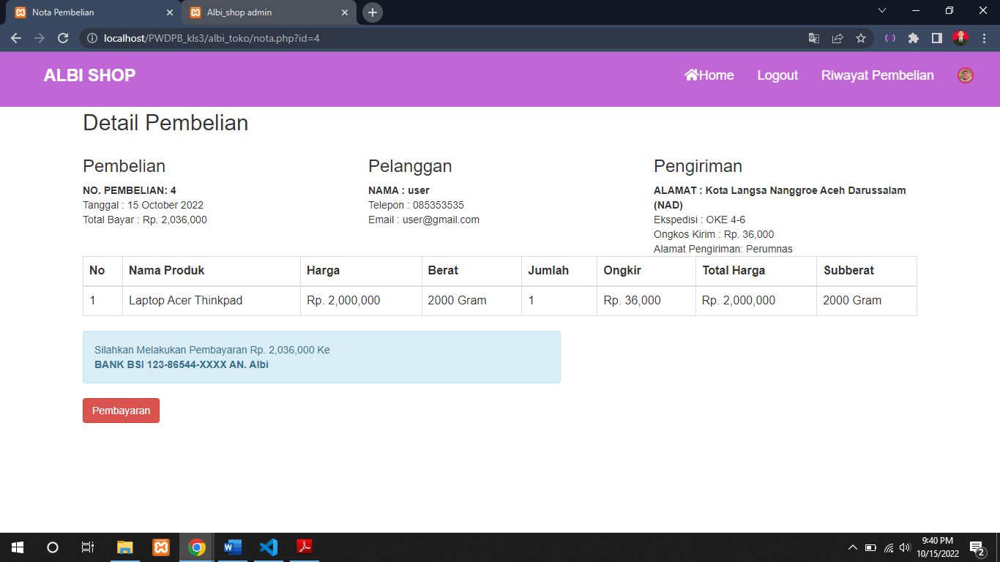 Nota Pembelian
Albi_shop admin
localhost/PWDPB_kls3/albi_toko/nota.php?id=4
ALBI SHOP
Home Logout Riwayat Pembelian
Detail Pembelian
Pembelian
NO. PEMBELIAN: 4
Tanggal : 15 October 2022
Total Bayar : Rp. 2,036,000
Pelanggan
NAMA : user
Telepon : 085353535
Email : user@gmail.com
Pengiriman
ALAMAT : Kota Langsa Nanggroe Aceh Darussalam
(NAD)
Ekspedisi : OKE 4-6
Ongkos Kirim : Rp. 36,000
Alamat Pengiriman: Perumnas
No Nama Produk Harga Berat Jumlah Ongkir Total Harga Subberat
1 Laptop Acer Thinkpad Rp. 2,000,000 2000 Gram 1 Rp. 36,000 Rp. 2,000,000 2000 Gram
Silahkan Melakukan Pembayaran Rp. 2,036,000 Ke
BANK BSI 123-86544-XXXX AN. Albi
Pembayaran
9:40 PM
10/15/2022
2